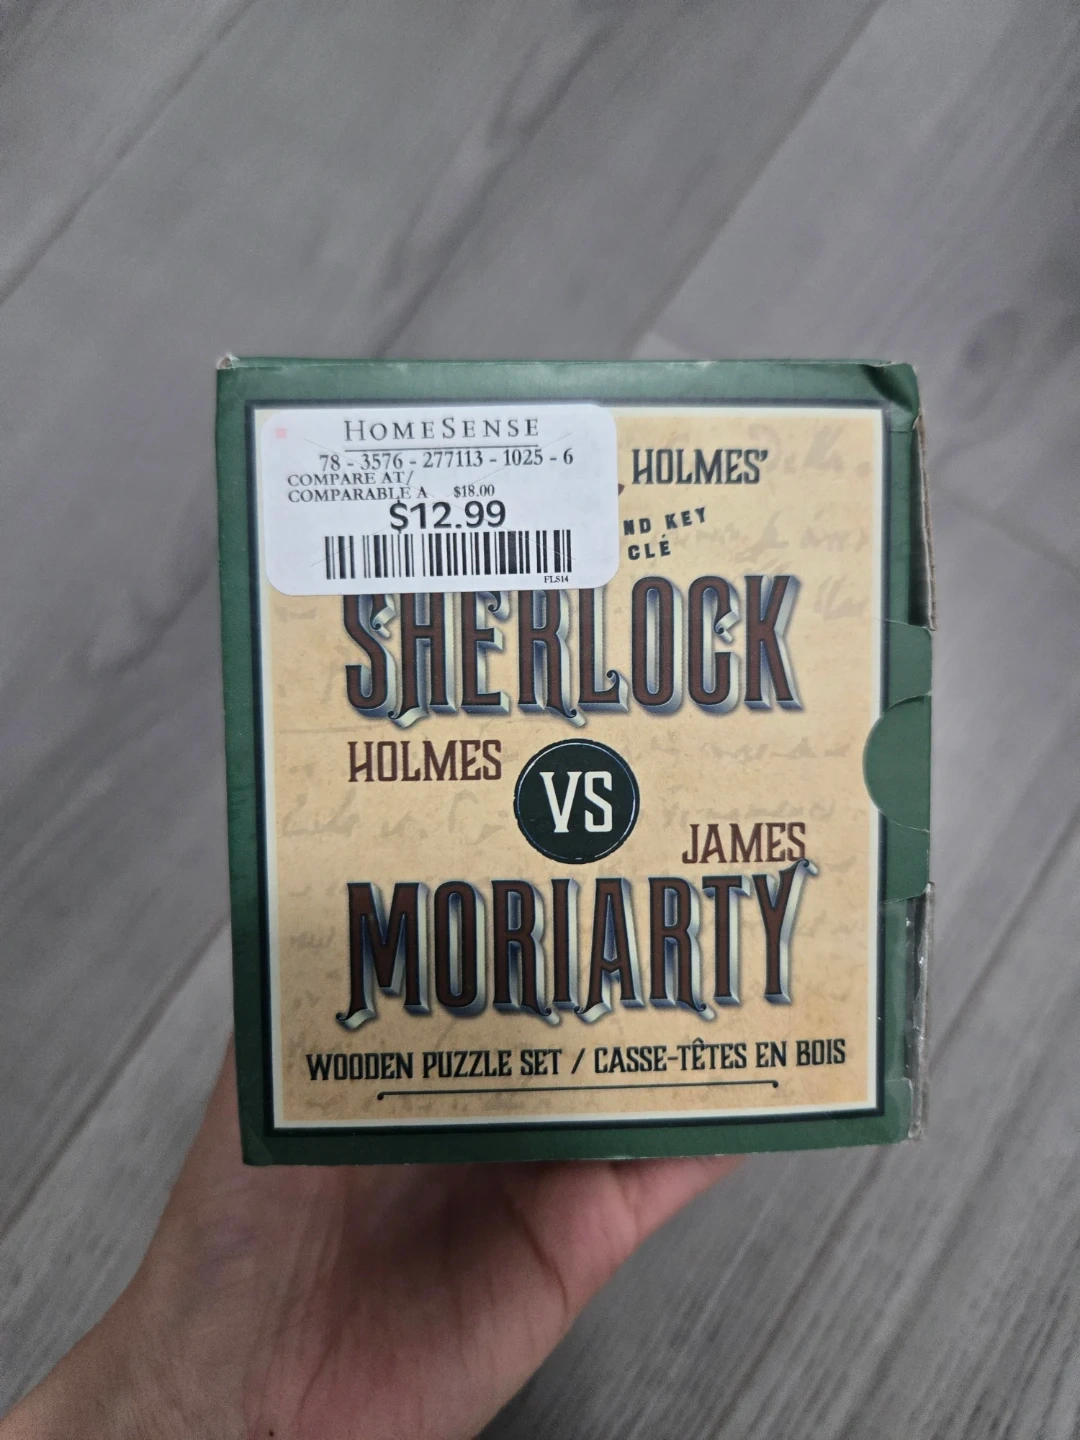 HOMESENSE
78 - 3576 - 277113 - 1025 - 6
COMPARE AT/
COMPARABLE A $18.00
$12.99
FLS14
HOLMES'
KEY
CLÉ
SHERLOCK
HOLMES
VS
JAMES
MORIARTY
WOODEN PUZZLE SET / CASSE-TÊTES EN BOIS